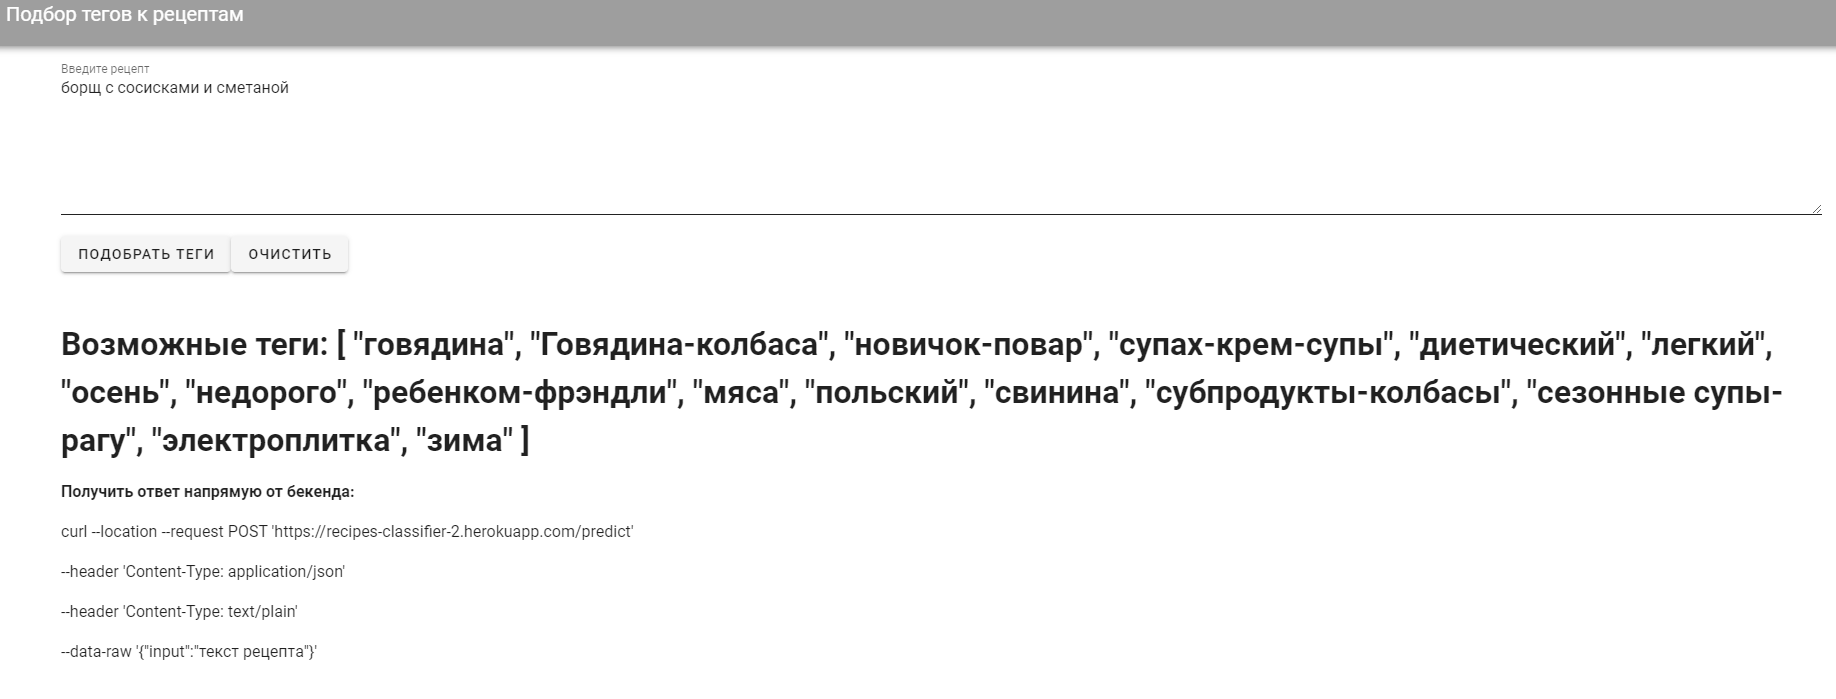 Подбор тегов к рецептам
Введите рецепт
борщ с сосисками и сметаной
ПОДОБРАТЬ ТЕГИ ОЧИСТИТЬ
Возможные теги: [ "говядина", "Говядина-колбаса", "новичок-повар", "супах-крем-супы", "диетический", "легкий",
"осень", "недорого", "ребенком-фрэндли", "мяса", "польский", "свинина", "субпродукты-колбасы", "сезонные супы-
рагу", "электроплитка", "зима" ]
Получить ответ напрямую от бекенда:
curl --location --request POST 'https://recipes-classifier-2.herokuapp.com/predict'
--header 'Content-Type: application/json'
--header 'Content-Type: text/plain'
--data-raw '{"input":"текст рецепта"}'